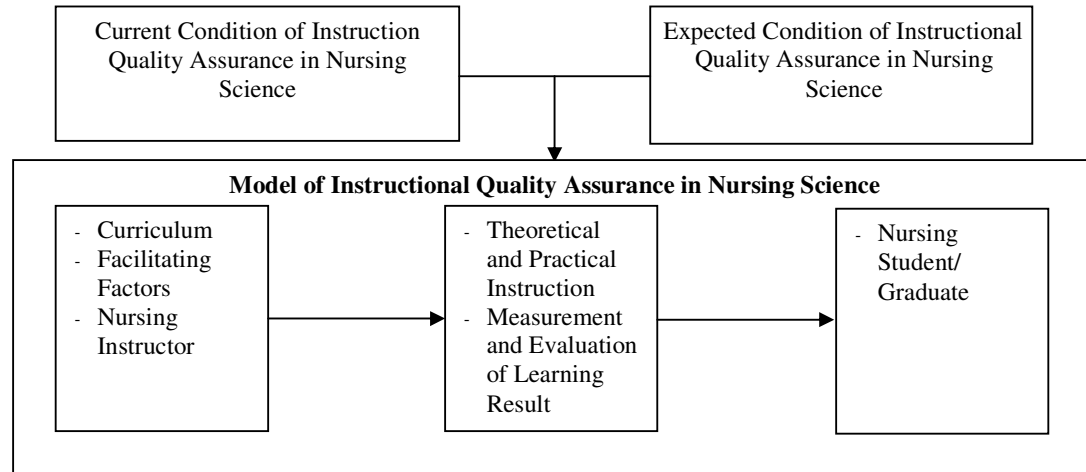 Current Condition of Instruction
Quality Assurance in Nursing
Science
Expected Condition of Instructional
Quality Assurance in Nursing
Science
Model of Instructional Quality Assurance in Nursing Science
- Curriculum
- Facilitating
Factors
- Nursing
Instructor
- Theoretical
and Practical
Instruction
- Measurement
and Evaluation
of Learning
Result
- Nursing
Student/
Graduate